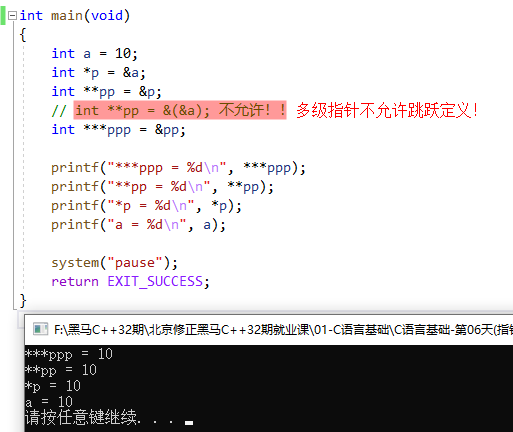 int main(void)
{
int a = 10;
int *p = &a;
int **pp = &p;
// int **pp = &(&a); 不允许！！ 多级指针不允许跳跃定义！
int ***ppp = &pp;
printf("***ppp = %d\n", ***ppp);
printf("**pp = %d\n", **pp);
printf("*p = %d\n", *p);
printf("a = %d\n", a);
system("pause");
return EXIT_SUCCESS;
}
F:\黑马C++32期\北京修正黑马C++32期就业课\01-C语言基础\C语言基础-第06天(指针
***ppp = 10
**pp = 10
*p = 10
a = 10
请按任意键继续. . .